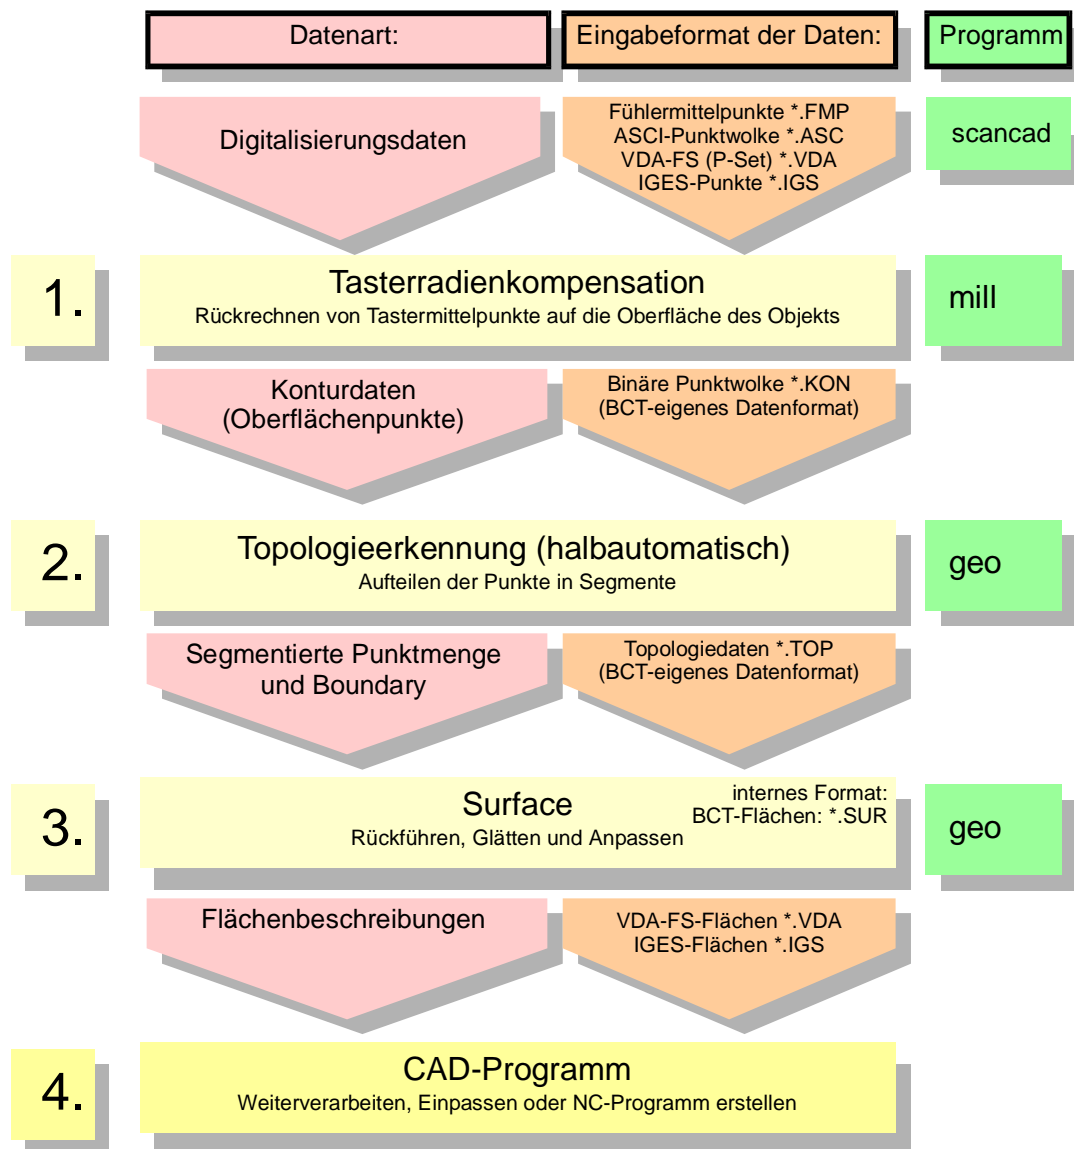 Datenart:
Eingabeformat der Daten:
Programm
Digitalisierungsdaten
Fühlermittelpunkte *.FMP
ASCI-Punktwolke *.ASC
VDA-FS (P-Set) *.VDA
IGES-Punkte *.IGS
scancad
1.
Tasterradienkompensation
Rückrechnen von Tastermittelpunkte auf die Oberfläche des Objekts
mill
Konturdaten
(Oberflächenpunkte)
Binäre Punktwolke *.KON
(BCT-eigenes Datenformat)
2.
Topologieerkennung (halbautomatisch)
Aufteilen der Punkte in Segmente
geo
Segmentierte Punktmenge
und Boundary
Topologiedaten *.TOP
(BCT-eigenes Datenformat)
3.
Surface
Rückführen, Glätten und Anpassen
internes Format:
BCT-Flächen: *.SUR
geo
Flächenbeschreibungen
VDA-FS-Flächen *.VDA
IGES-Flächen *.IGS
4.
CAD-Programm
Weiterverarbeiten, Einpassen oder NC-Programm erstellen